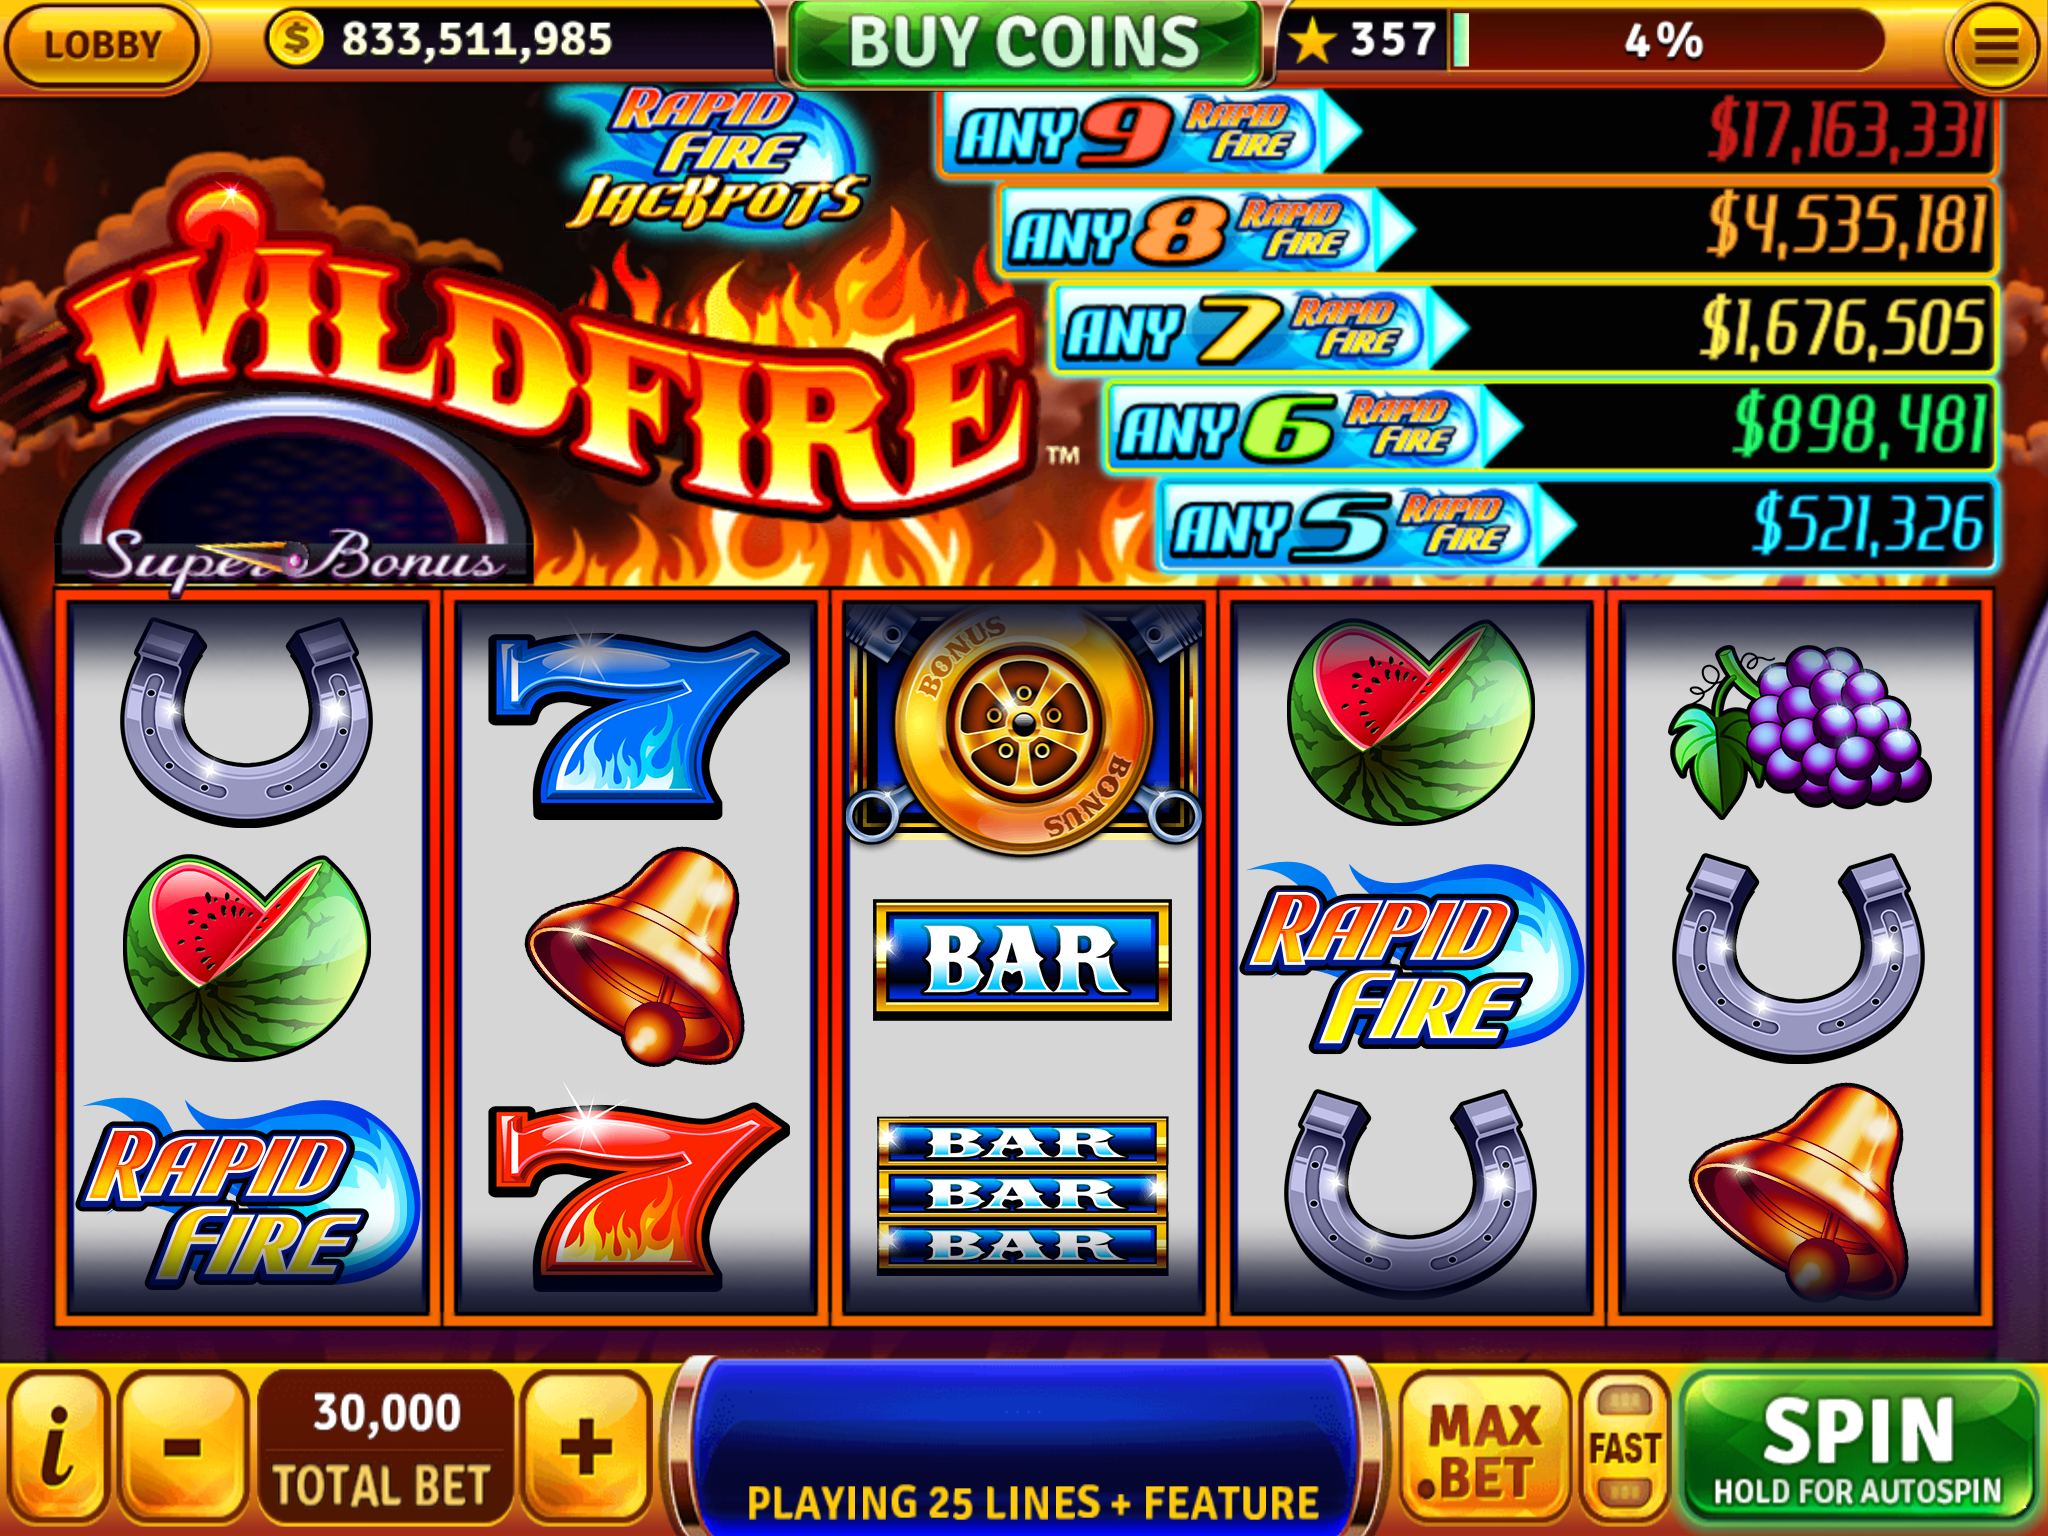 LOBBY
833,511,985
BUY COINS
357
4%
RAPID
FIRE
JACKPOTS
WILDFIRE™
Super Bonus
ANY 9 RAPID FIRE $17,163,331
ANY 8 RAPID FIRE $4,535,181
ANY 7 RAPID FIRE $1,676,505
ANY 6 RAPID FIRE $898,481
ANY 5 RAPID FIRE $521,326
7
BONUS
BONUS
BAR
RAPID
FIRE
RAPID
FIRE
7
BAR
BAR
BAR
i
-
30,000
TOTAL BET
+
PLAYING 25 LINES + FEATURE
MAX
BET
FAST
SPIN
HOLD FOR AUTOSPIN